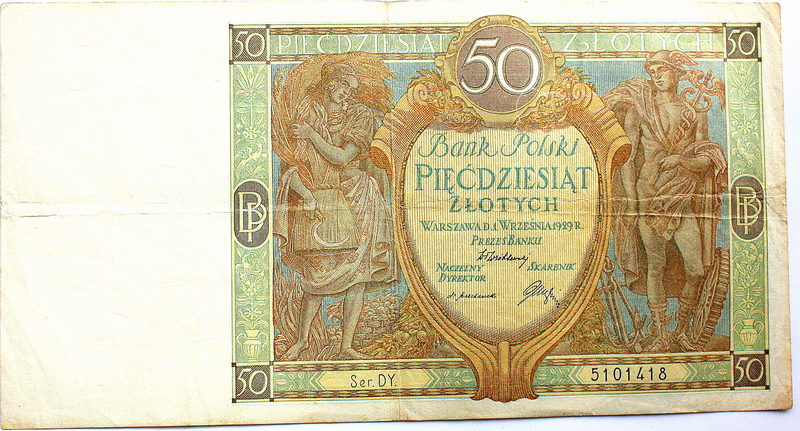 50 PIĘĆDZIESIĄT 50 ZŁOTYCH 50
Bank Polski
PIĘĆDZIESIĄT
ZŁOTYCH
WARSZAWA D. 1 WRZEŚNIA 1929 R.
PREZES BANKU
NACZELNY SKARBNIK
DYREKTOR
BP BP
50 Ser. DY. 5101418 50